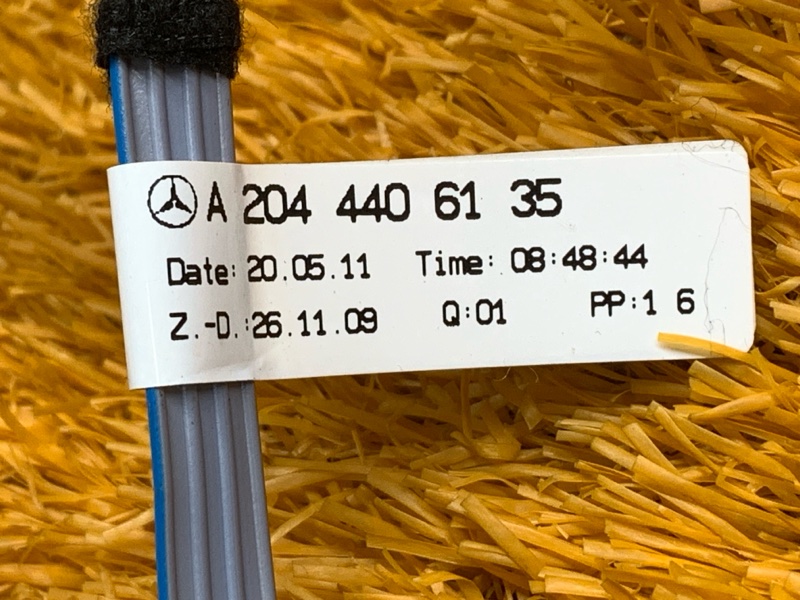 A 204 440 61 35
Date: 20.05.11 Time: 08:48:44
Z.-D.:26.11.09 Q:01 PP:1 6